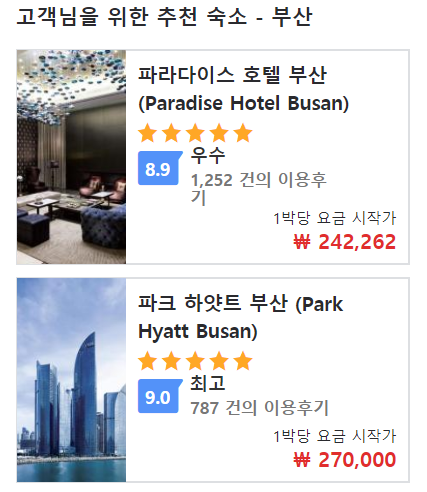 고객님을 위한 추천 숙소 - 부산
파라다이스 호텔 부산
(Paradise Hotel Busan)
8.9
우수
1,252 건의 이용후
기
1박당 요금 시작가
₩ 242,262
파크 하얏트 부산 (Park
Hyatt Busan)
9.0
최고
787 건의 이용후기
1박당 요금 시작가
₩ 270,000